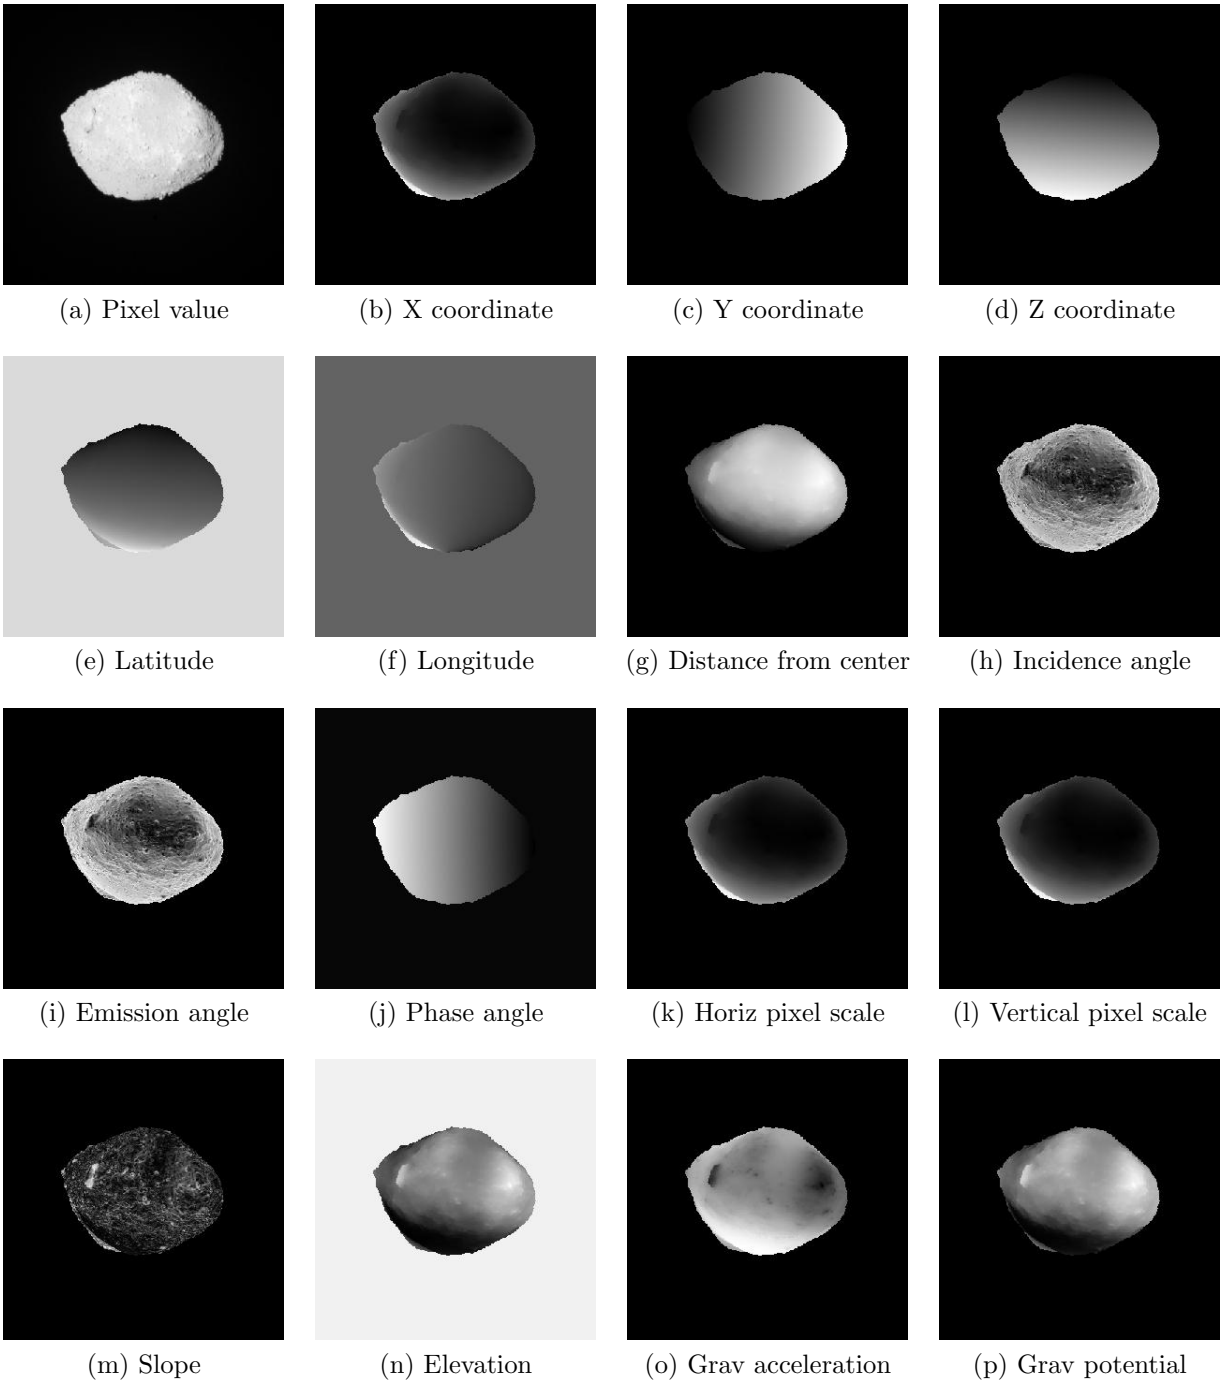 (a) Pixel value
(b) X coordinate
(c) Y coordinate
(d) Z coordinate
(e) Latitude
(f) Longitude
(g) Distance from center
(h) Incidence angle
(i) Emission angle
(j) Phase angle
(k) Horiz pixel scale
(l) Vertical pixel scale
(m) Slope
(n) Elevation
(o) Grav acceleration
(p) Grav potential